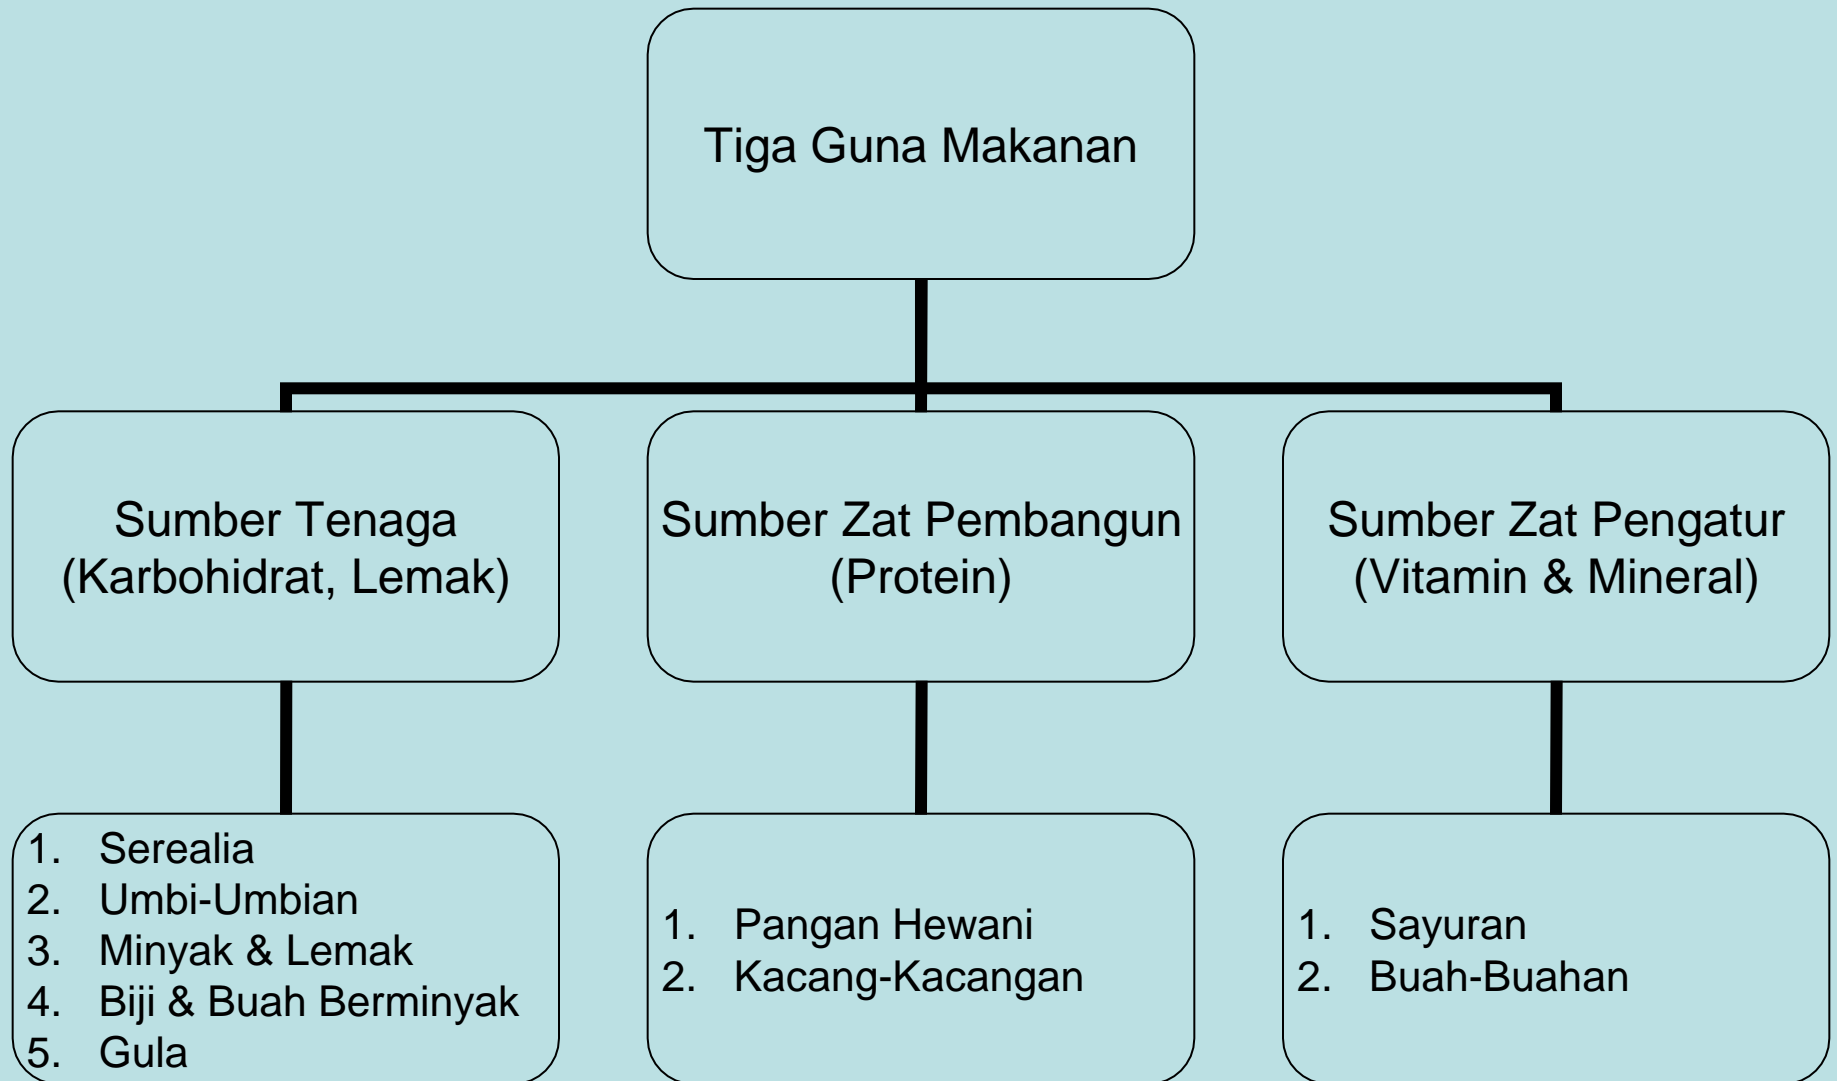 Tiga Guna Makanan
Sumber Tenaga
(Karbohidrat, Lemak)
Sumber Zat Pembangun
(Protein)
Sumber Zat Pengatur
(Vitamin & Mineral)
1. Serealia
2. Umbi-Umbian
3. Minyak & Lemak
4. Biji & Buah Berminyak
5. Gula
1. Pangan Hewani
2. Kacang-Kacangan
1. Sayuran
2. Buah-Buahan